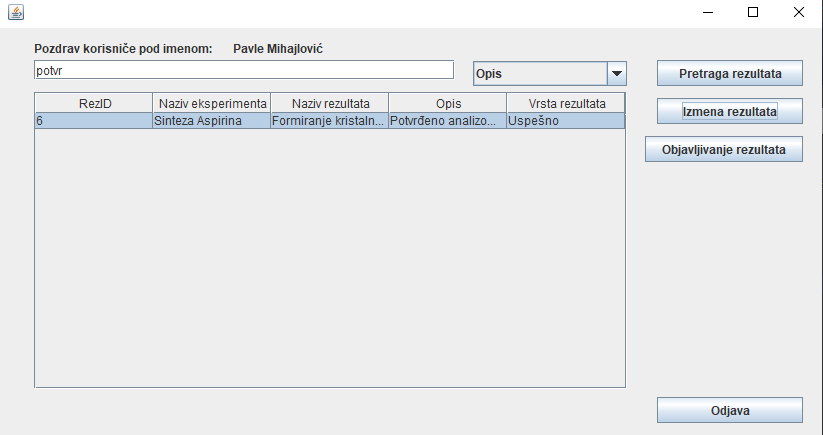 Pozdrav korisniče pod imenom: Pavle Mihajlović
potvr
Opis
Pretraga rezultata
RezID Naziv eksperimenta Naziv rezultata Opis Vrsta rezultata
6 Sinteza Aspirina Formiranje kristaln... Potvrđeno analizo... Uspešno
Izmena rezultata
Objavljivanje rezultata
Odjava